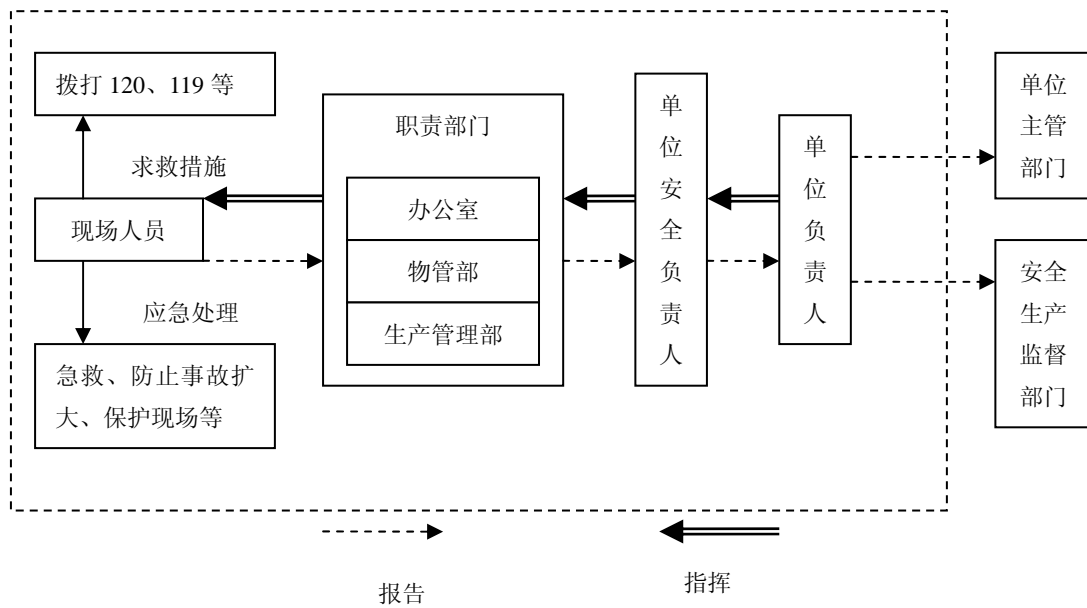 拨打 120、119 等
求救措施
现场人员
应急处理
急救、防止事故扩
大、保护现场等
职责部门
办公室
物管部
生产管理部
单
位
安
全
负
责
人
单
位
负
责
人
单位
主管
部门
安全
生产
监督
部门
报告
指挥